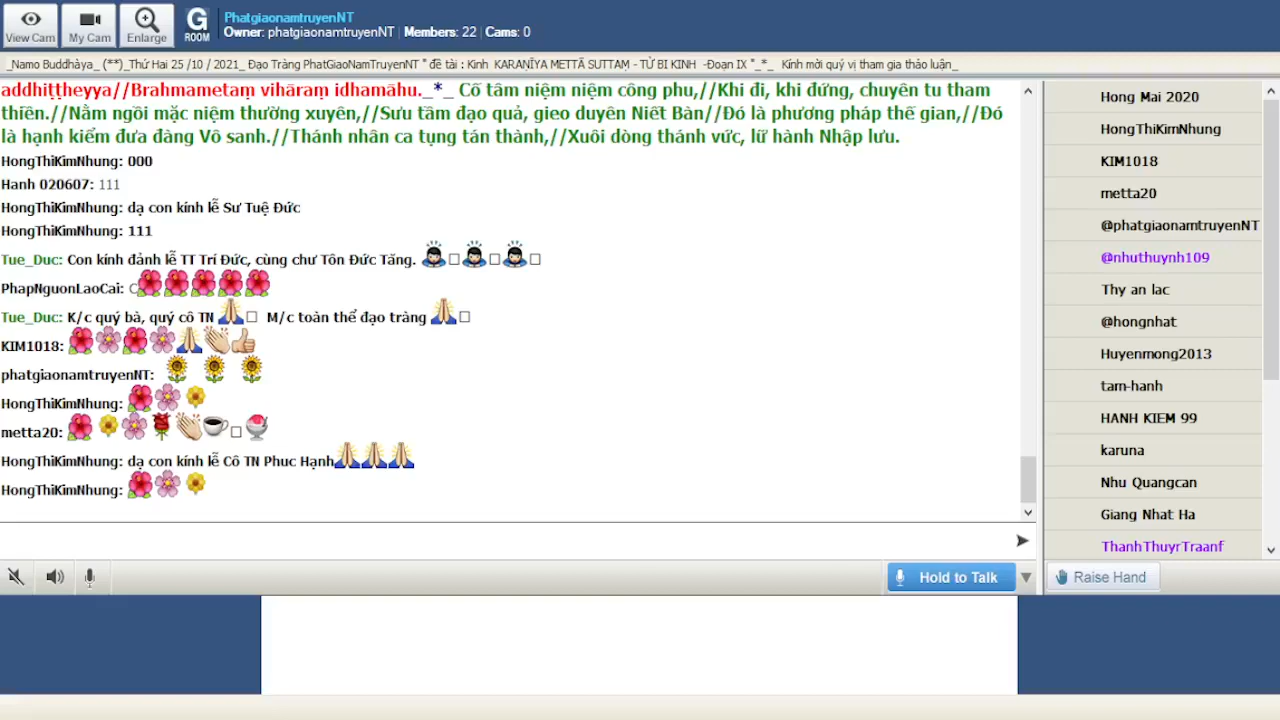 PhatgiaonamtruyenNT
Owner: phatgiaonamtruyenNT | Members: 22 | Cams: 0
View Cam
My Cam
Enlarge
G ROOM
_Namo Buddhàya_ (**)_Thứ Hai 25 /10 / 2021_ Đạo Tràng PhatGiaoNamTruyenNT " đề tài : Kinh KARAṆĪYA METTĀ SUTTAṂ - TỪ BI KINH -Đoạn IX "_*_ Kính mời quý vị tham gia thảo luận_
addhiṭṭheyya//Brahmametaṃ vihāraṃ idhamāhu._*_ Cố tâm niệm niệm công phu,//Khi đi, khi đứng, chuyên tu tham
thiền.//Nằm ngồi mặc niệm thường xuyên,//Sưu tầm đạo quả, gieo duyên Niết Bàn//Đó là phương pháp thế gian,//Đó
là hạnh kiểm đưa đàng Vô sanh.//Thánh nhân ca tụng tán thành,//Xuôi dòng thánh vức, lữ hành Nhập lưu.
HongThiKimNhung: 000
Hanh 020607: 111
HongThiKimNhung: dạ con kính lễ Sư Tuệ Đức
HongThiKimNhung: 111
Tue_Duc: Con kính đảnh lễ TT Trí Đức, cùng chư Tôn Đức Tăng.
PhapNguonLaoCai: C
Tue_Duc: K/c quý bà, quý cô TN M/c toàn thể đạo tràng
KIM1018:
phatgiaonamtruyenNT:
HongThiKimNhung:
metta20:
HongThiKimNhung: dạ con kính lễ Cô TN Phuc Hạnh
HongThiKimNhung:
Hong Mai 2020
HongThiKimNhung
KIM1018
metta20
@phatgiaonamtruyenNT
@nhuthuynh109
Thy an lac
@hongnhat
Huyenmong2013
tam-hanh
HANH KIEM 99
karuna
Nhu Quangcan
Giang Nhat Ha
ThanhThuyrTraanf
Hold to Talk
Raise Hand